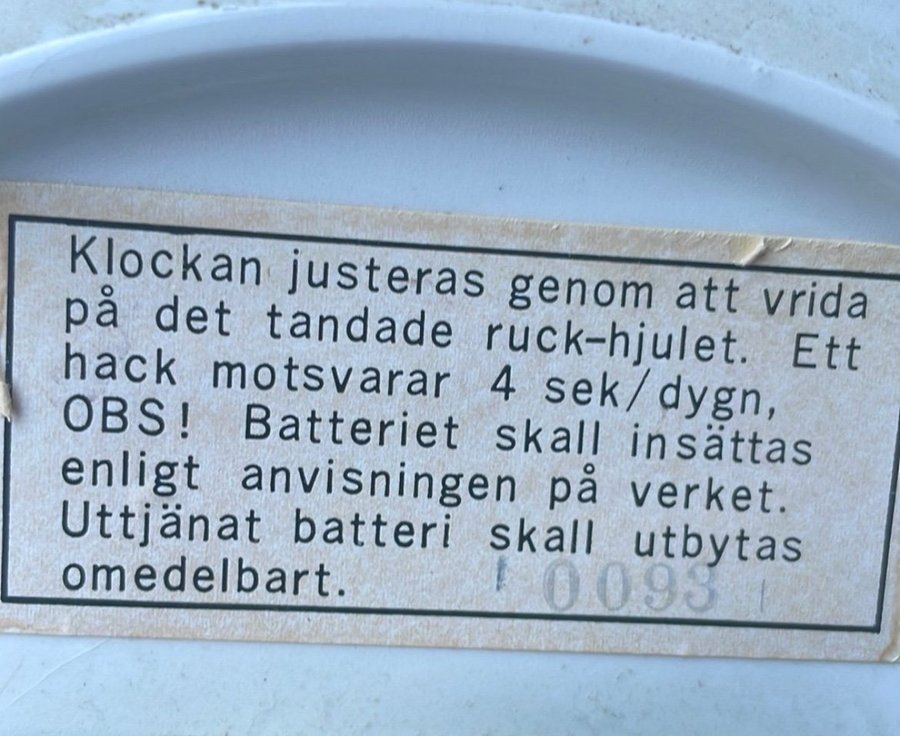 Klockan justeras genom att vrida
på det tandade ruck-hjulet. Ett
hack motsvarar 4 sek/dygn,
OBS! Batteriet skall insättas
enligt anvisningen på verket.
Uttjänat batteri skall utbytas
omedelbart.
0093